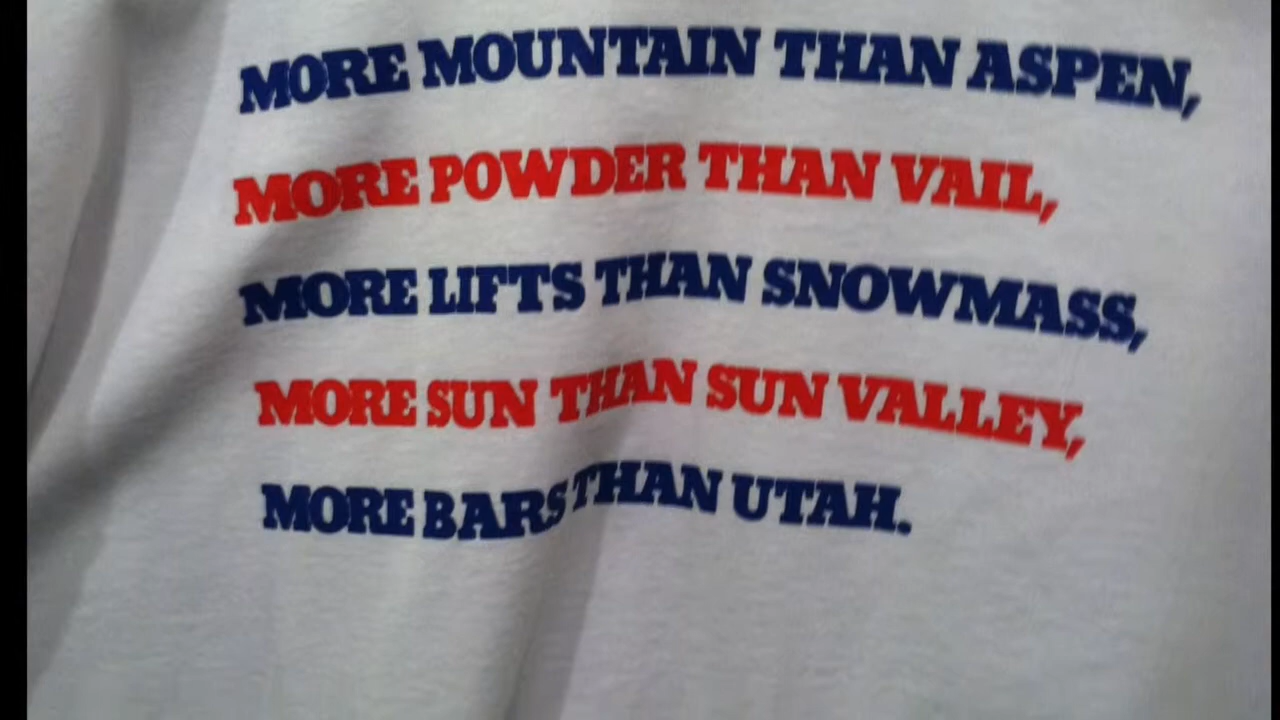 MORE MOUNTAIN THAN ASPEN,
MORE POWDER THAN VAIL,
MORE LIFTS THAN SNOWMASS,
MORE SUN THAN SUN VALLEY,
MORE BARS THAN UTAH.